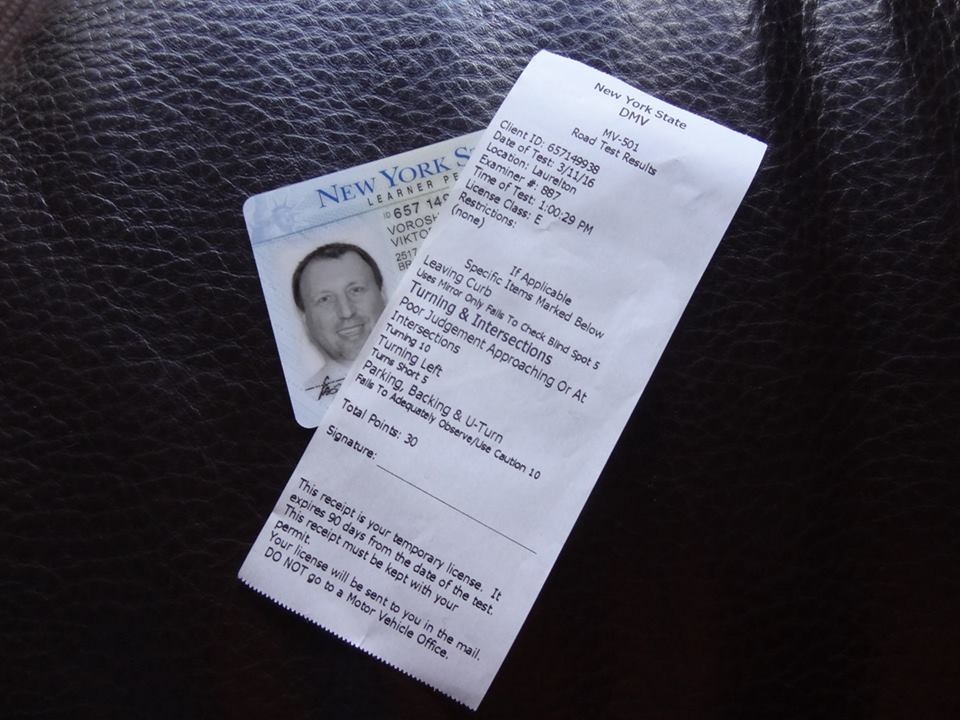 New York State
DMV
MV-501
Road Test Results
Client ID: 657149938
Date of Test: 3/11/16
Location: Laurelton
Examiner #: 887
Time of Test: 1:00:29 PM
License Class: E
Restrictions:
(none)
If Applicable
Specific Items Marked Below
Leaving Curb
Uses Mirror Only Fails To Check Blind Spot 5
Turning & Intersections
Poor Judgement Approaching Or At
Intersections
Turning 10
Turning Left
Turns Short 5
Parking, Backing & U-Turn
Fails To Adequately Observe/Use Caution 10
Total Points: 30
Signature:
This receipt is your temporary license. It
expires 90 days from the date of the test.
This receipt must be kept with your
permit.
Your license will be sent to you in the mail.
DO NOT go to a Motor Vehicle Office.
NEW YORK S
LEARNER PE
ID 657 149
VOROSH
VIKTO
2517
BR